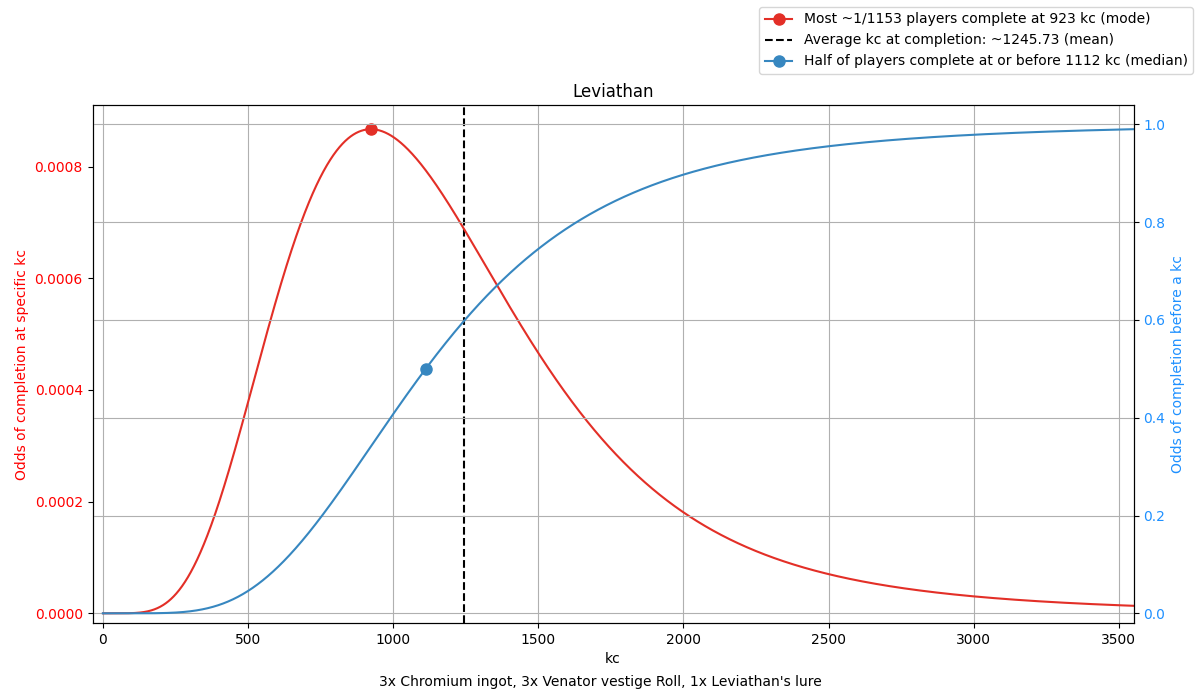 Most ~1/1153 players complete at 923 kc (mode)
Average kc at completion: ~1245.73 (mean)
Half of players complete at or before 1112 kc (median)
Leviathan
Odds of completion at specific kc
0.0008
0.0006
0.0004
0.0002
0.0000
1.0
0.8
0.6
0.4
0.2
0.0
Odds of completion before a kc
0 500 1000 1500 2000 2500 3000 3500
kc
3x Chromium ingot, 3x Venator vestige Roll, 1x Leviathan's lure